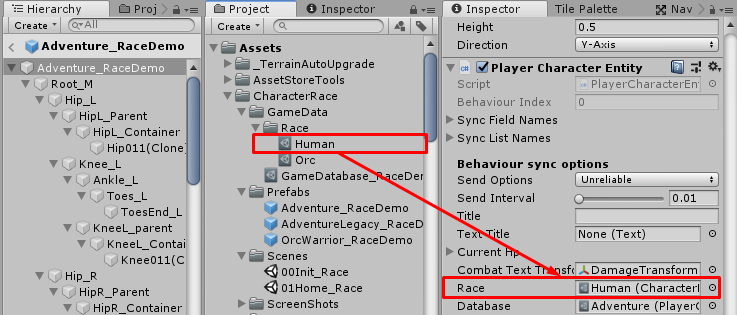 Hierarchy
Create
All
Adventure_RaceDemo
Adventure_RaceDemo
Root_M
Hip_L
HipL_Parent
HipL_Container
Hip011(Clone)
Knee_L
Ankle_L
Toes_L
ToesEnd_L
KneeL_parent
KneeL_Contai
Knee011(C
Hip_R
HipR_Parent
HipR_Container
Proj
Project
Inspector
Create
Assets
_TerrainAutoUpgrade
AssetStoreTools
CharacterRace
GameData
Race
Human
Orc
GameDatabase_RaceDem
Prefabs
Adventure_RaceDemo
AdventureLegacy_RaceD
OrcWarrior_RaceDemo
Scenes
00Init_Race
01Home_Race
ScreenShots
Inspector
Tile Palette
Nav
Height 0.5
Direction Y-Axis
Player Character Entity
Script PlayerCharacterEn
Behaviour Index 0
Sync Field Names
Sync List Names
Behaviour sync options
Send Options Unreliable
Send Interval 0.01
Title
Text Title None (Text)
Current Hp
Combat Text Transfo DamageTransform
Race Human (CharacterI
Database Adventure (PlayerC